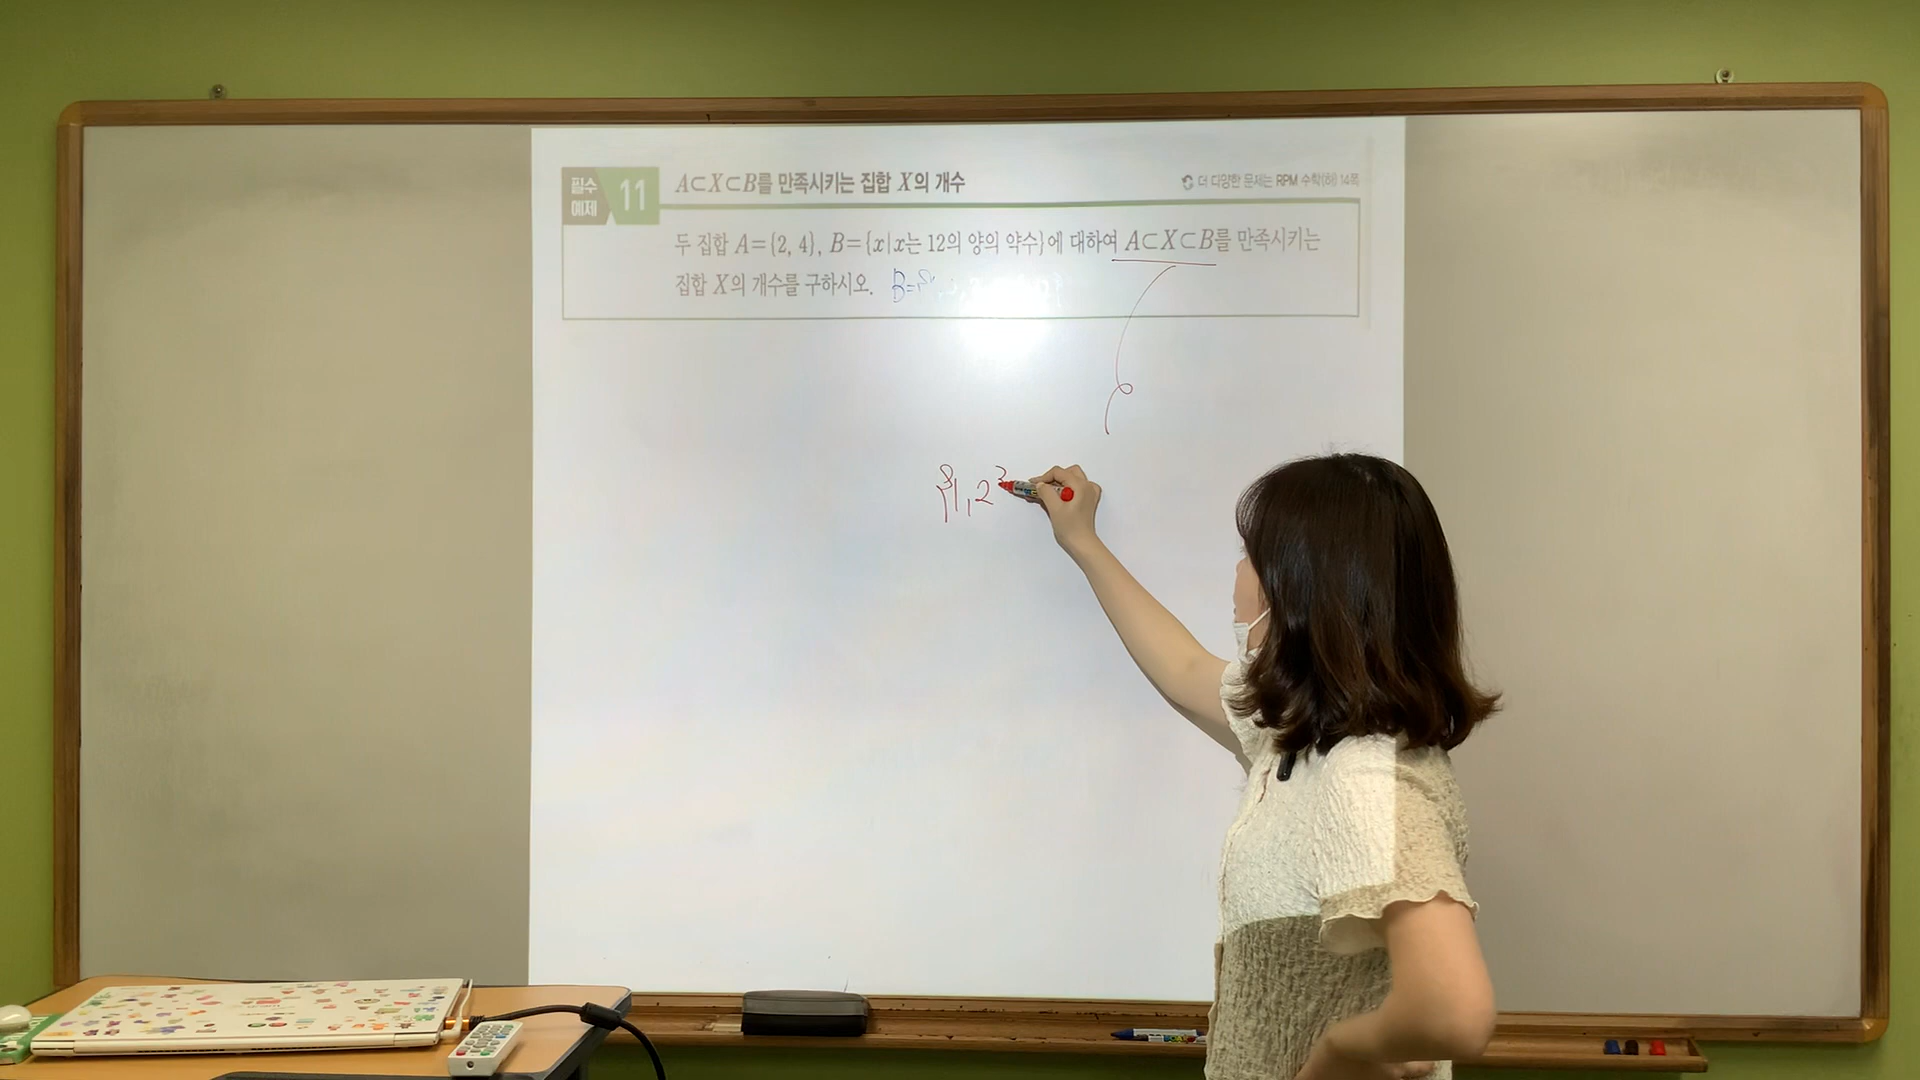 필수
예제
11
A⊂X⊂B를 만족시키는 집합 X의 개수
더 다양한 문제는 RPM 수학(하) 14쪽
두 집합 A={2, 4}, B={x|x는 12의 양의 약수}에 대하여 A⊂X⊂B를 만족시키는
집합 X의 개수를 구하시오.
B={
{1, 2